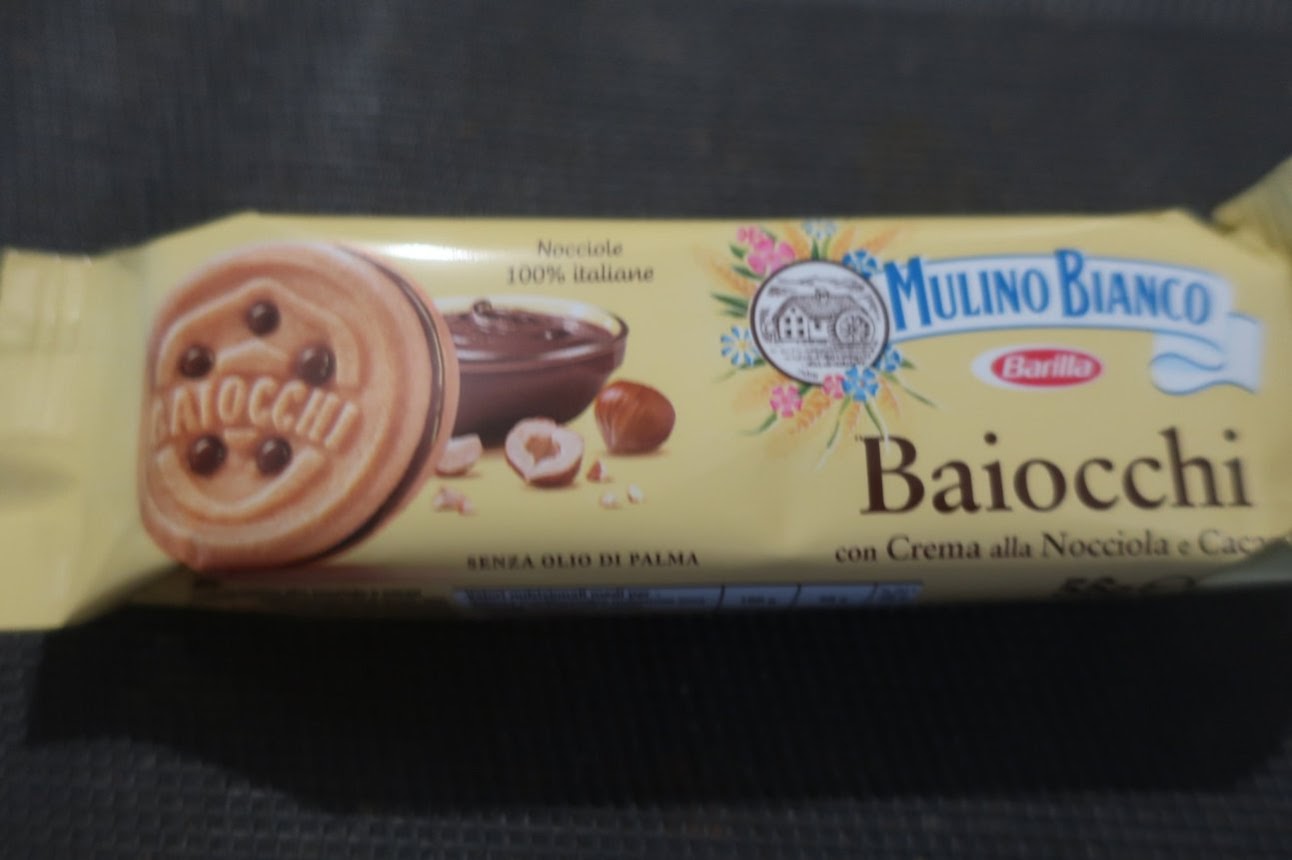 Nocciole
100% italiane
BAIOCCHI
SENZA OLIO DI PALMA
MULINO BIANCO
Barilla
Baiocchi
con Crema alla Nocciola e